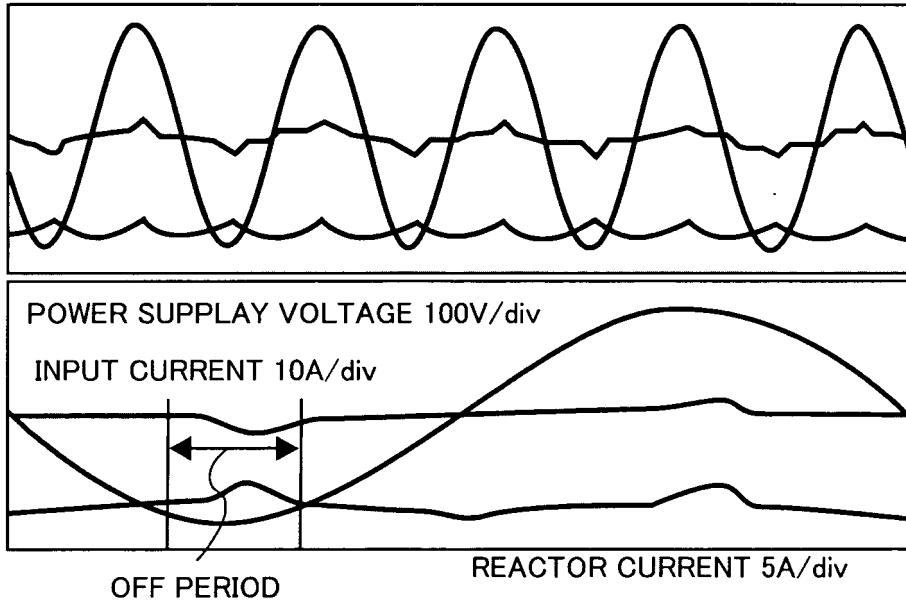 POWER SUPPLAY VOLTAGE 100V/div
INPUT CURRENT 10A/div
REACTOR CURRENT 5A/div
OFF PERIOD